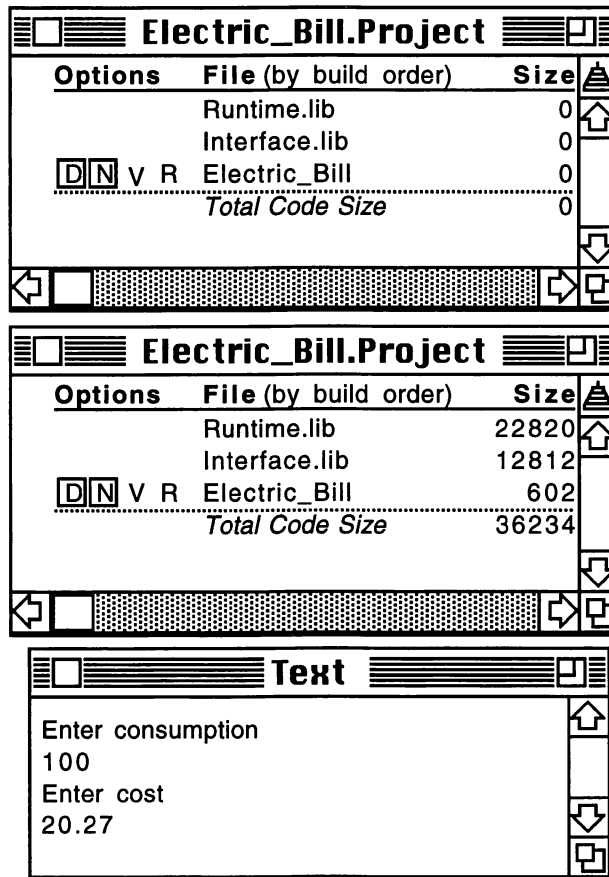 Electric_Bill.Project
Options File (by build order) Size
Runtime.lib 0
Interface.lib 0
D N V R Electric_Bill 0
Total Code Size 0
Electric_Bill.Project
Options File (by build order) Size
Runtime.lib 22820
Interface.lib 12812
D N V R Electric_Bill 602
Total Code Size 36234
Text
Enter consumption
100
Enter cost
20.27